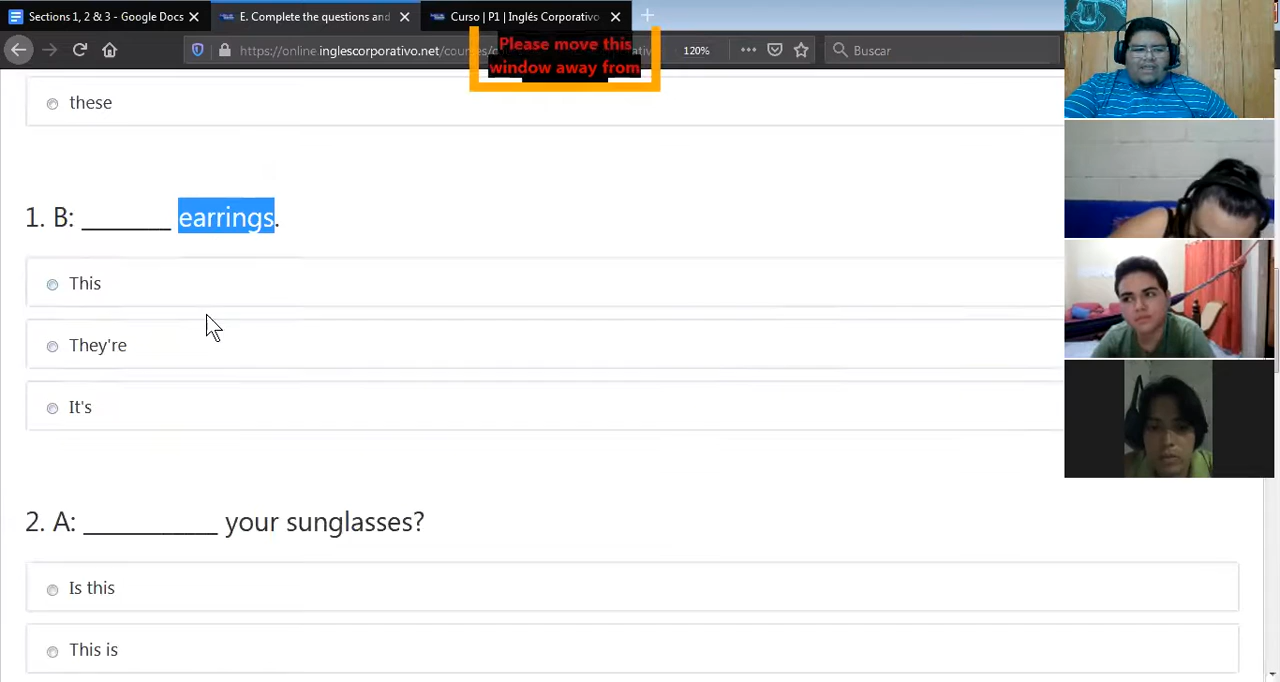 Sections 1, 2 & 3 - Google Docs
E. Complete the questions and
Curso | P1 | Inglés Corporativo
https://online.inglescorporativo.net/cours
120%
Buscar
Please move this
window away from
these
1. B: _______ earrings.
This
They're
It's
2. A: ___________ your sunglasses?
Is this
This is